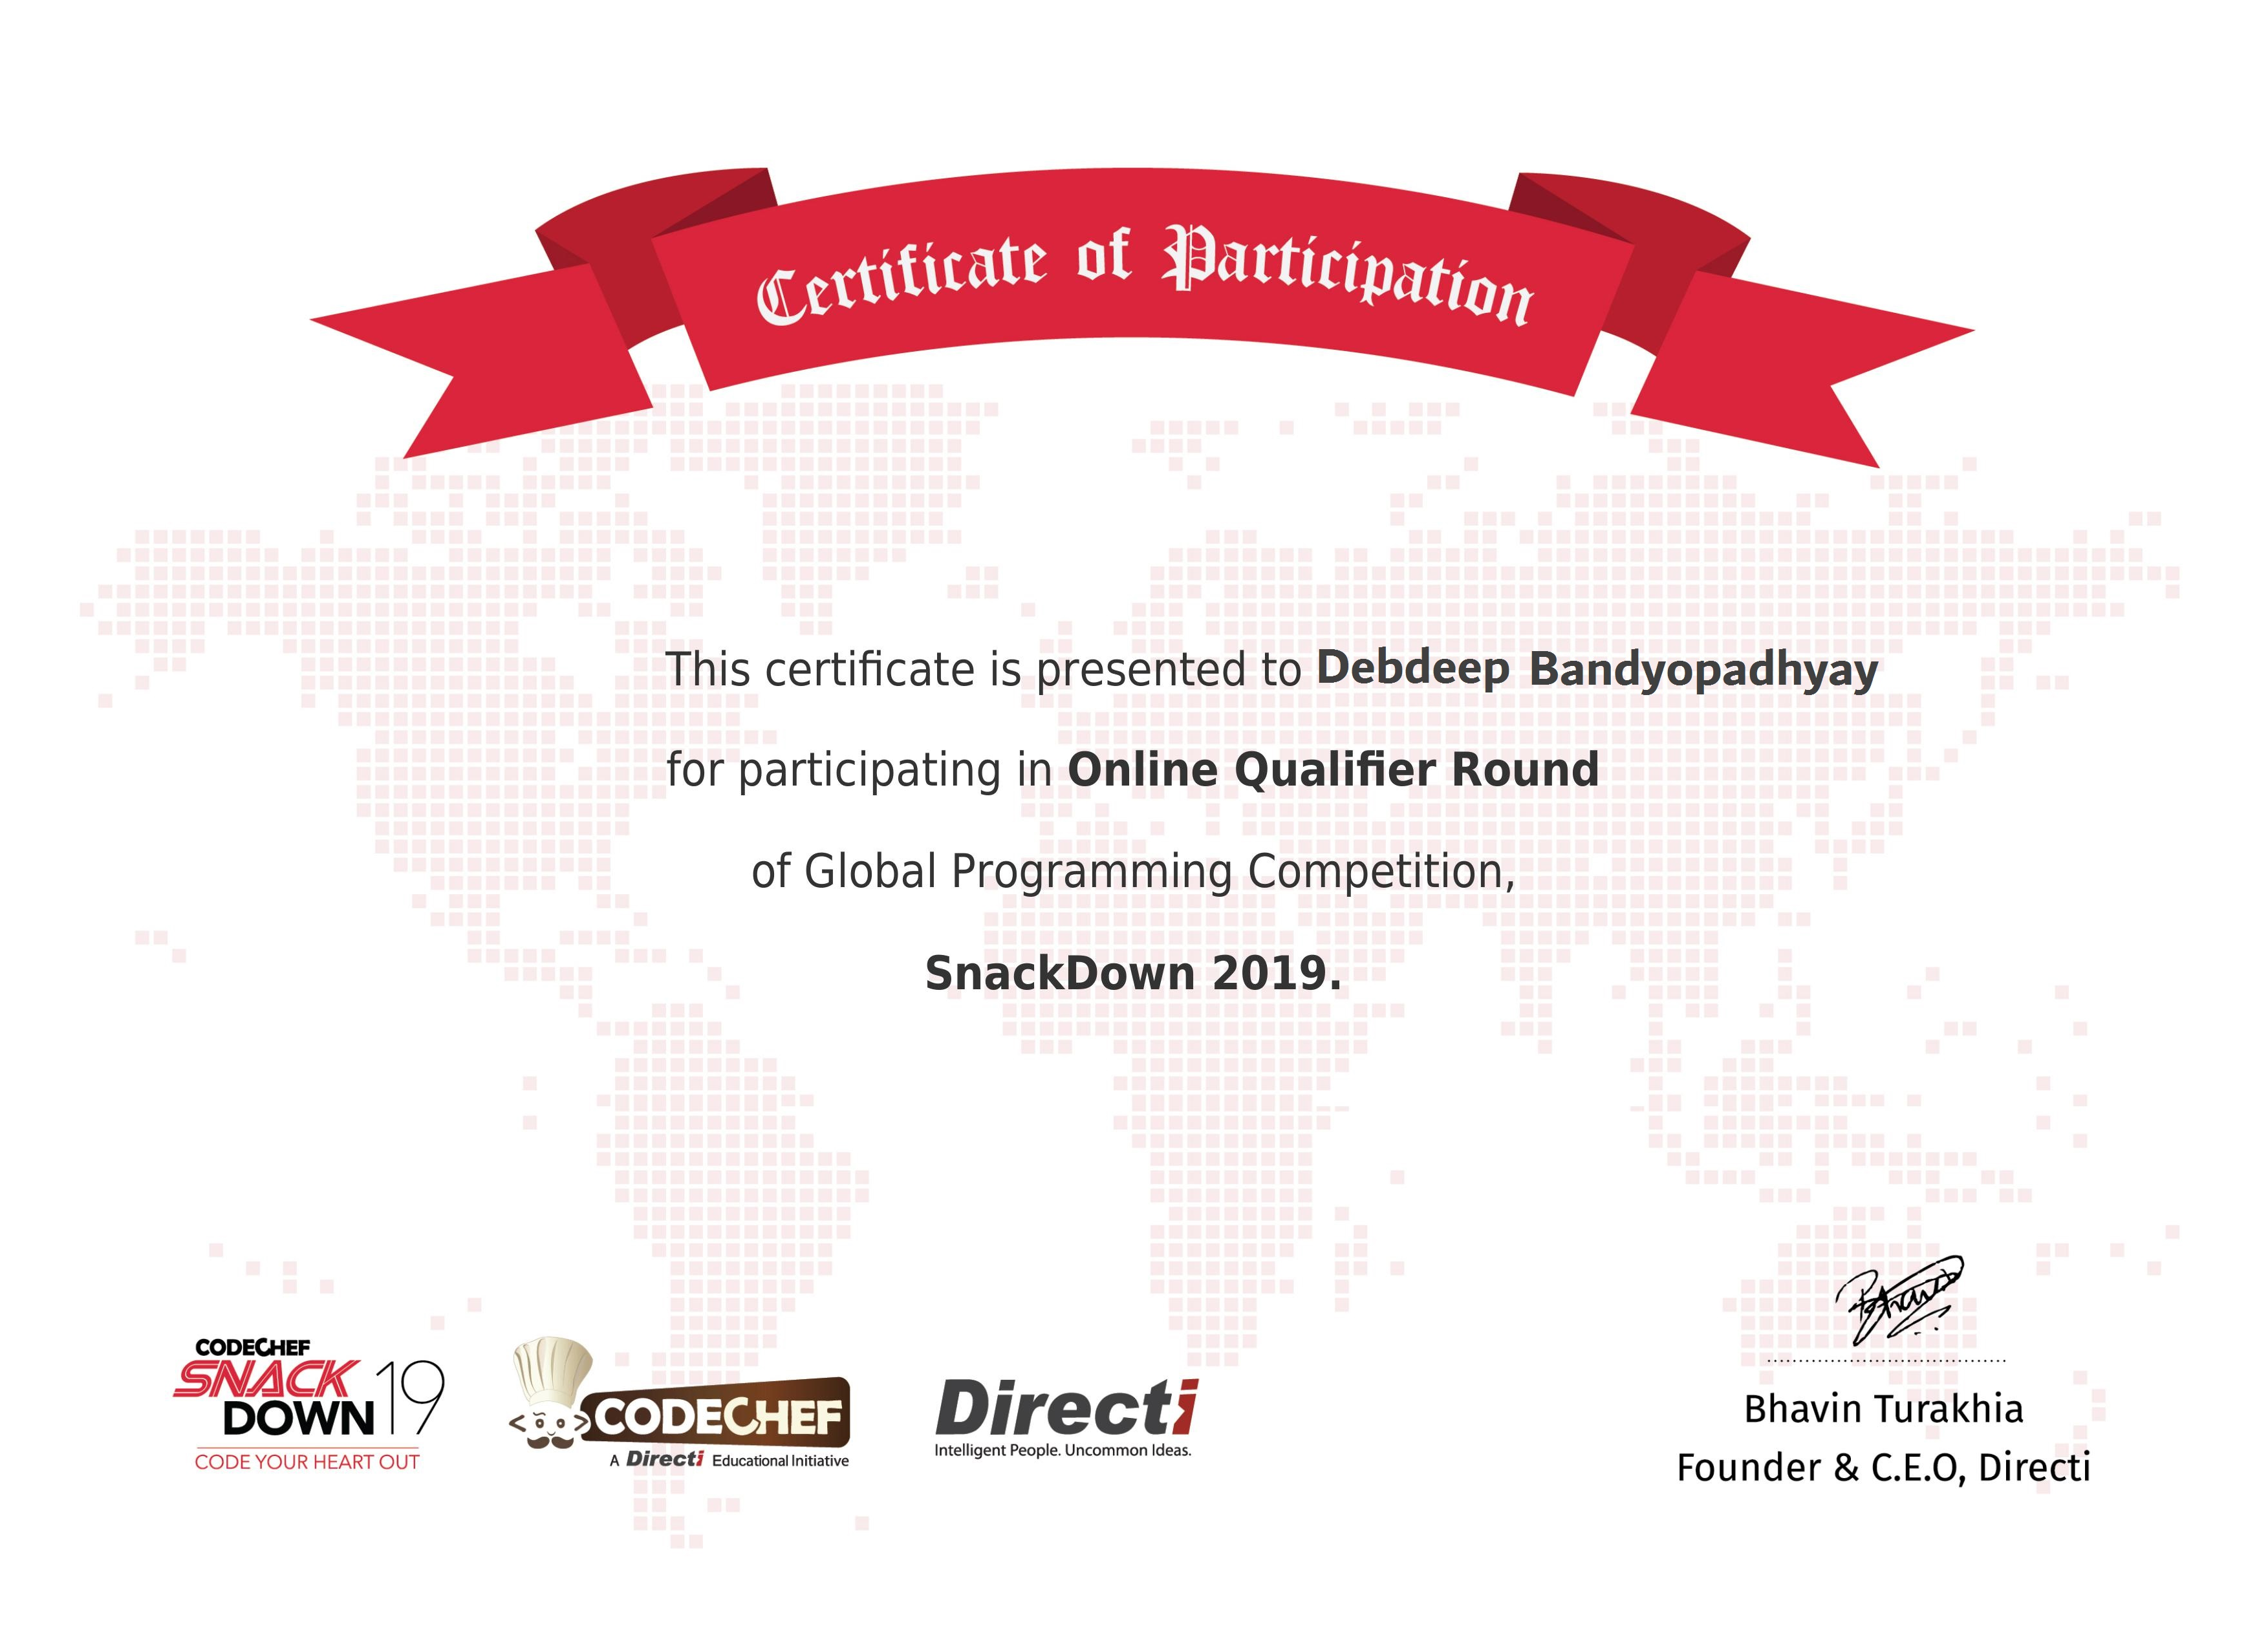 Certificate of Participation
This certificate is presented to Debdeep Bandyopadhyay
for participating in Online Qualifier Round
of Global Programming Competition,
SnackDown 2019.
CODECHEF
SNACK
DOWN 19
CODE YOUR HEART OUT
CODECHEF
A Directi Educational Initiative
Directi
Intelligent People. Uncommon Ideas.
Bhavin Turakhia
Founder & C.E.O, Directi